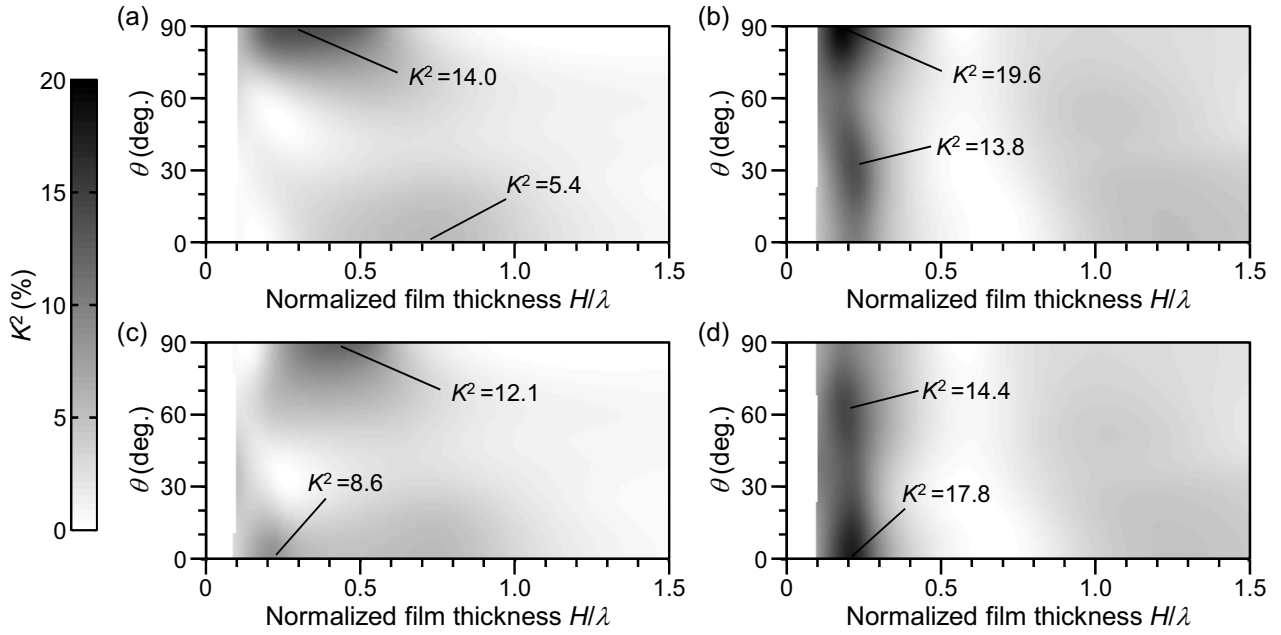 (a)
90
60
30
0
θ (deg.)
K² =14.0
K² =5.4
0 0.5 1.0 1.5
Normalized film thickness H/λ
(b)
90
60
30
0
θ (deg.)
K² =19.6
K² =13.8
0 0.5 1.0 1.5
Normalized film thickness H/λ
20
15
10
5
0
K² (%)
(c)
90
60
30
0
θ (deg.)
K² =12.1
K² =8.6
0 0.5 1.0 1.5
Normalized film thickness H/λ
(d)
90
60
30
0
θ (deg.)
K² =14.4
K² =17.8
0 0.5 1.0 1.5
Normalized film thickness H/λ